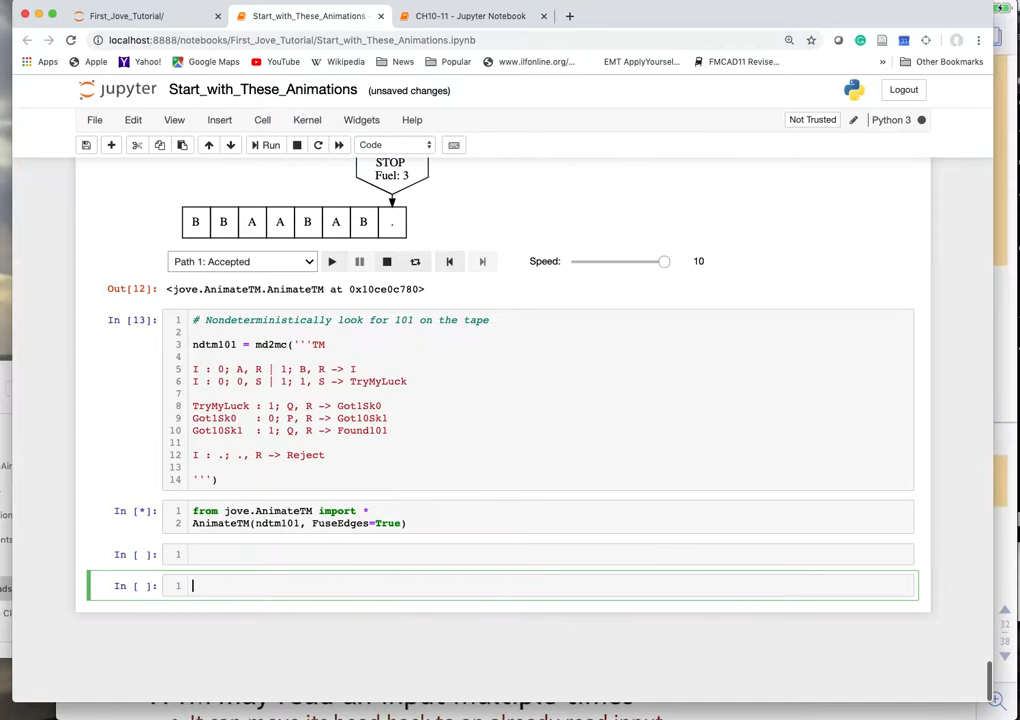 First_Jove_Tutorial/
Start_with_These_Animations
CH10-11 - Jupyter Notebook
localhost:8888/notebooks/First_Jove_Tutorial/Start_with_These_Animations.ipynb
Apps Apple Yahoo! Google Maps YouTube Wikipedia News Popular www.ilfonline.org/... EMT ApplyYoursel... FMCAD11 Revise... » Other Bookmarks
jupyter Start_with_These_Animations (unsaved changes) Logout
File Edit View Insert Cell Kernel Widgets Help Not Trusted Python 3
Run Code
STOP
Fuel: 3
B B A A B A B .
Path 1: Accepted Speed: 10
Out[12]: <jove.AnimateTM.AnimateTM at 0x10ce0c780>
In [13]: 1 # Nondeterministically look for 101 on the tape
2
3 ndtm101 = md2mc('''TM
4
5 I : 0; A, R | 1; B, R -> I
6 I : 0; 0, S | 1; 1, S -> TryMyLuck
7
8 TryMyLuck : 1; Q, R -> Got1Sk0
9 Got1Sk0 : 0; P, R -> Got10Sk1
10 Got10Sk1 : 1; Q, R -> Found101
11
12 I : .; ., R -> Reject
13
14 ''')
In [*]: 1 from jove.AnimateTM import *
2 AnimateTM(ndtm101, FuseEdges=True)
In [ ]: 1
In [ ]: 1
32
38